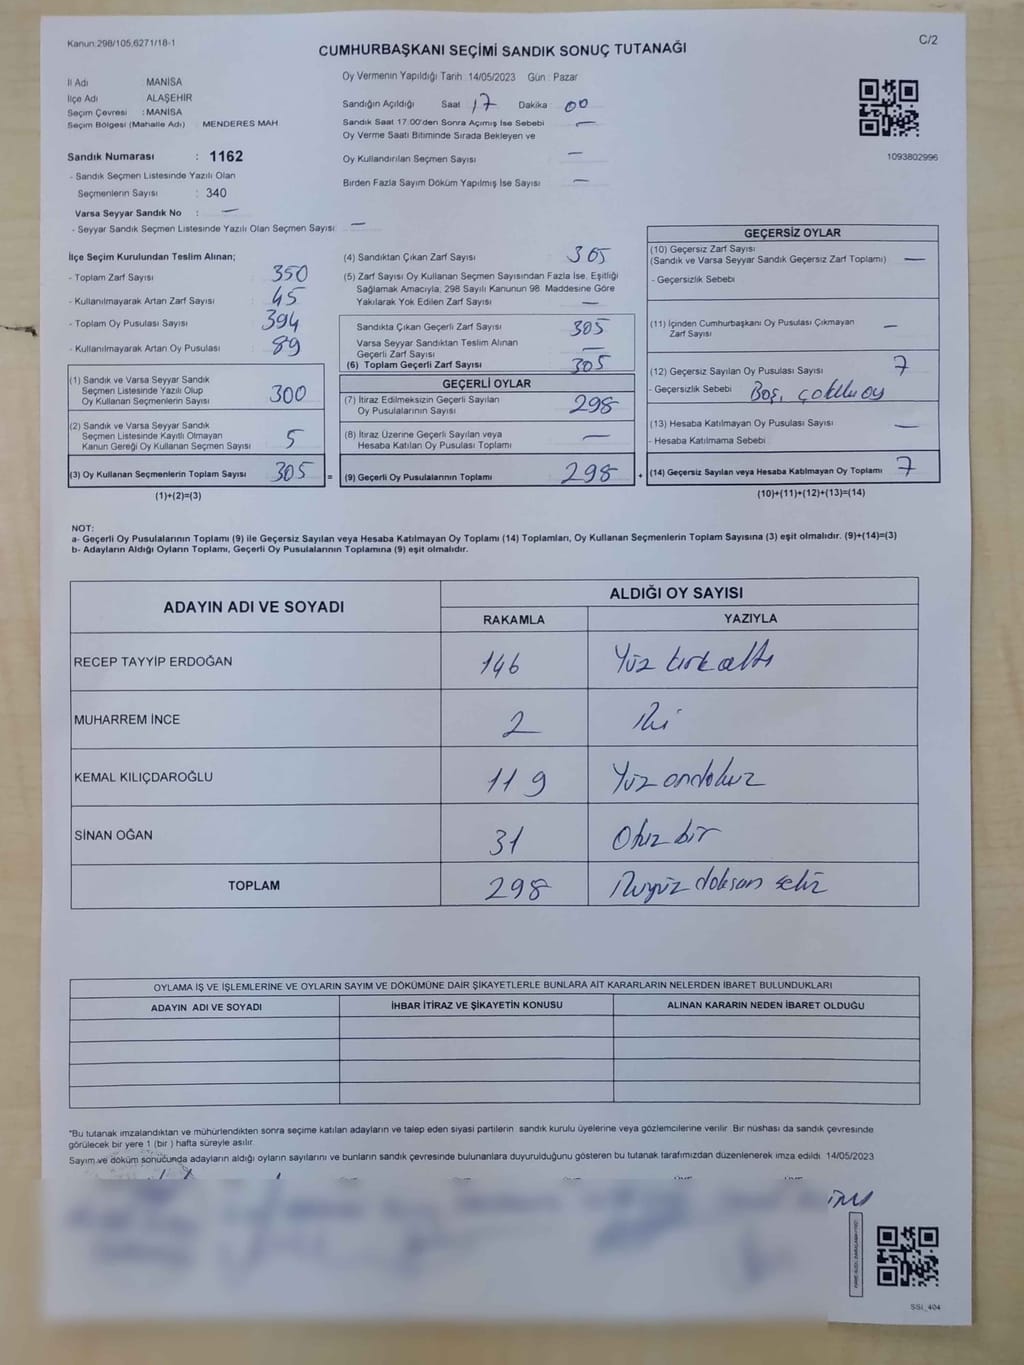 Kanun:298/105,6271/18-1
C/2
CUMHURBAŞKANI SEÇİMİ SANDIK SONUÇ TUTANAĞI
İl Adı MANİSA
İlçe Adı ALAŞEHİR
Seçim Çevresi : MANİSA
Seçim Bölgesi (Mahalle Adı) MENDERES MAH
Sandık Numarası : 1162
- Sandık Seçmen Listesinde Yazılı Olan
Seçmenlerin Sayısı : 340
Varsa Seyyar Sandık No : —
- Seyyar Sandık Seçmen Listesinde Yazılı Olan Seçmen Sayısı: —
Oy Vermenin Yapıldığı Tarih :14/05/2023 Gün : Pazar
Sandığın Açıldığı Saat 17 Dakika 00
Sandık Saat 17.00'den Sonra Açımış İse Sebebi —
Oy Verme Saati Bitiminde Sırada Bekleyen ve
Oy Kullandırılan Seçmen Sayısı —
Birden Fazla Sayım Döküm Yapılmış İse Sayısı —
1093802996
İlçe Seçim Kurulundan Teslim Alınan;
- Toplam Zarf Sayısı : 350
- Kullanılmayarak Artan Zarf Sayısı : 45
- Toplam Oy Pusulası Sayısı : 394
- Kullanılmayarak Artan Oy Pusulası : 89
(1) Sandık ve Varsa Seyyar Sandık
Seçmen Listesinde Yazılı Olup
Oy Kullanan Seçmenlerin Sayısı 300
(2) Sandık ve Varsa Seyyar Sandık
Seçmen Listesinde Kayıtlı Olmayan
Kanun Gereği Oy Kullanan Seçmen Sayısı 5
(3) Oy Kullanan Seçmenlerin Toplam Sayısı 305 =
(1)+(2)=(3)
(4) Sandıktan Çıkan Zarf Sayısı 305
(5) Zarf Sayısı Oy Kullanan Seçmen Sayısından Fazla İse, Eşitliği
Sağlamak Amacıyla, 298 Sayılı Kanunun 98. Maddesine Göre
Yakılarak Yok Edilen Zarf Sayısı —
Sandıkta Çıkan Geçerli Zarf Sayısı 305
Varsa Seyyar Sandıktan Teslim Alınan
Geçerli Zarf Sayısı —
(6) Toplam Geçerli Zarf Sayısı 305
GEÇERLİ OYLAR
(7) İtiraz Edilmeksizin Geçerli Sayılan
Oy Pusulalarının Sayısı 298
(8) İtiraz Üzerine Geçerli Sayılan veya
Hesaba Katılan Oy Pusulası Toplamı —
(9) Geçerli Oy Pusulalarının Toplamı 298 +
GEÇERSİZ OYLAR
(10) Geçersiz Zarf Sayısı
(Sandık ve Varsa Seyyar Sandık Geçersiz Zarf Toplamı) —
- Geçersizlik Sebebi
(11) İçinden Cumhurbaşkanı Oy Pusulası Çıkmayan
Zarf Sayısı —
(12) Geçersiz Sayılan Oy Pusulası Sayısı 7
- Geçersizlik Sebebi Boş, çoklu oy
(13) Hesaba Katılmayan Oy Pusulası Sayısı —
- Hesaba Katılmama Sebebi
(14) Geçersiz Sayılan veya Hesaba Katılmayan Oy Toplamı 7
(10)+(11)+(12)+(13)=(14)
NOT:
a- Geçerli Oy Pusulalarının Toplamı (9) ile Geçersiz Sayılan veya Hesaba Katılmayan Oy Toplamı (14) Toplamları, Oy Kullanan Seçmenlerin Toplam Sayısına (3) eşit olmalıdır. (9)+(14)=(3)
b- Adayların Aldığı Oyların Toplamı, Geçerli Oy Pusulalarının Toplamına (9) eşit olmalıdır.
ADAYIN ADI VE SOYADI ALDIĞI OY SAYISI
RAKAMLA YAZIYLA
RECEP TAYYİP ERDOĞAN 146 Yüz kırk altı
MUHARREM İNCE 2 İki
KEMAL KILIÇDAROĞLU 119 Yüz ondokuz
SİNAN OĞAN 31 Otuz bir
TOPLAM 298 İkiyüz doksan sekiz
OYLAMA İŞ VE İŞLEMLERİNE VE OYLARIN SAYIM VE DÖKÜMÜNE DAİR ŞİKAYETLERLE BUNLARA AİT KARARLARIN NELERDEN İBARET BULUNDUKLARI
ADAYIN ADI VE SOYADI İHBAR İTİRAZ VE ŞİKAYETİN KONUSU ALINAN KARARIN NEDEN İBARET OLDUĞU
*Bu tutanak imzalandıktan ve mühürlendikten sonra seçime katılan adayların ve talep eden siyasi partilerin sandık kurulu üyelerine veya gözlemcilerine verilir. Bir nüshası da sandık çevresinde
görülecek bir yere 1 (bir ) hafta süreyle asılır.
Sayım ve döküm sonucunda adayların aldığı oyların sayılarını ve bunların sandık çevresinde bulunanlara duyurulduğunu gösteren bu tutanak tarafımızdan düzenlenerek imza edildi. 14/05/2023
SSI_404